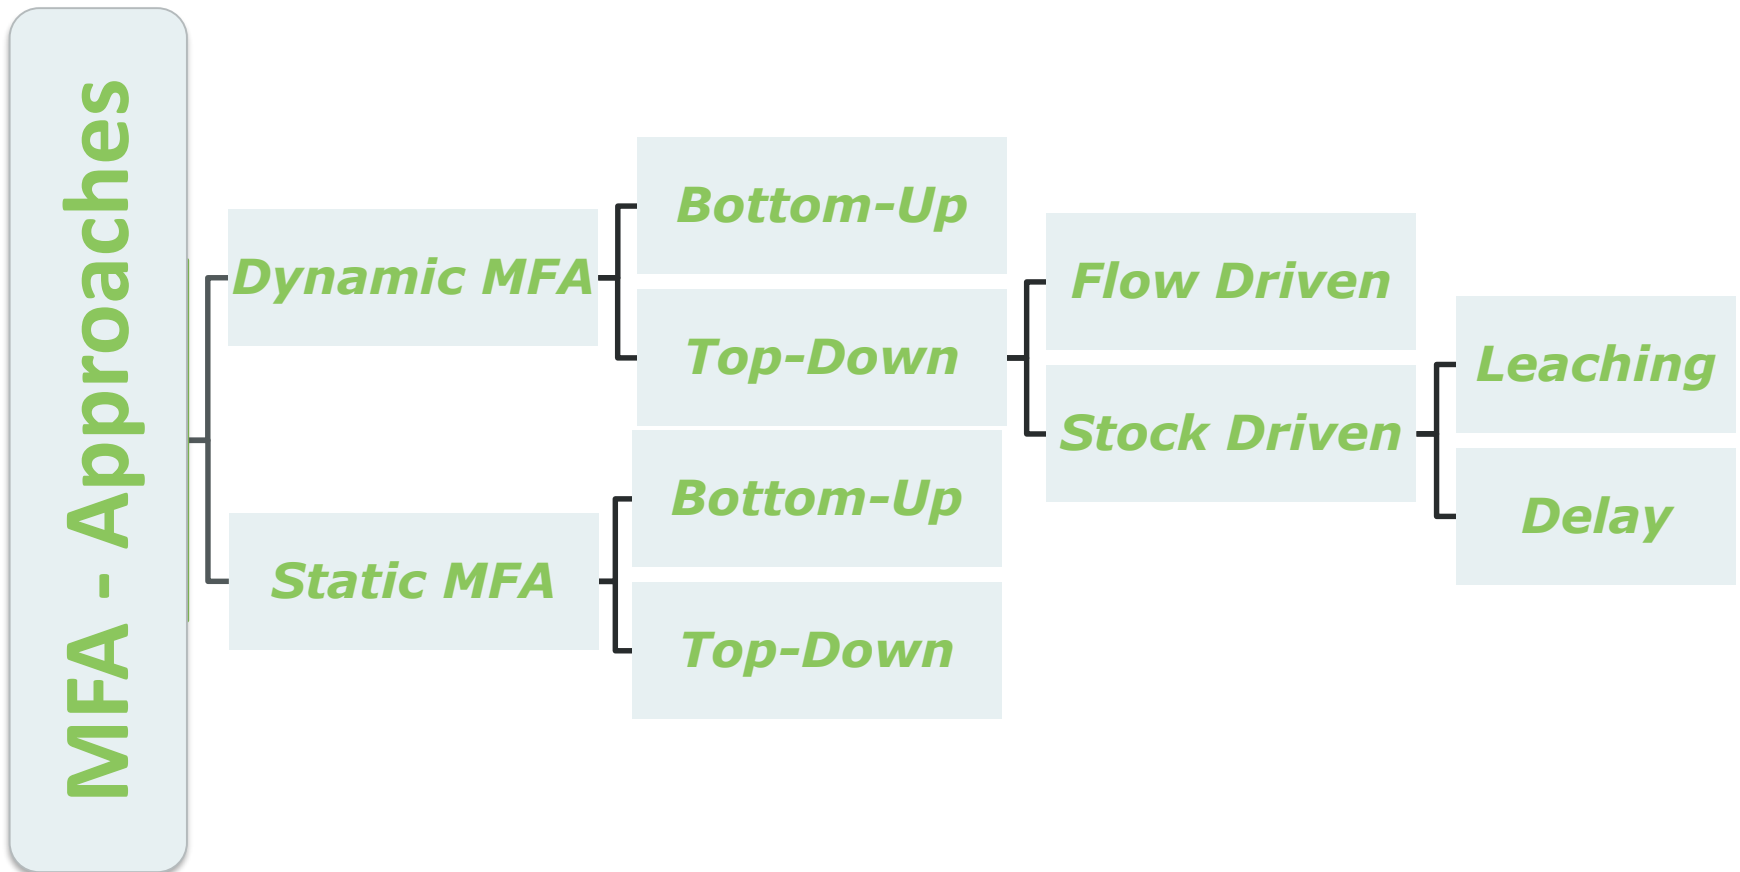 MFA - Approaches
Dynamic MFA
Bottom-Up
Top-Down
Flow Driven
Stock Driven
Leaching
Delay
Static MFA
Bottom-Up
Top-Down